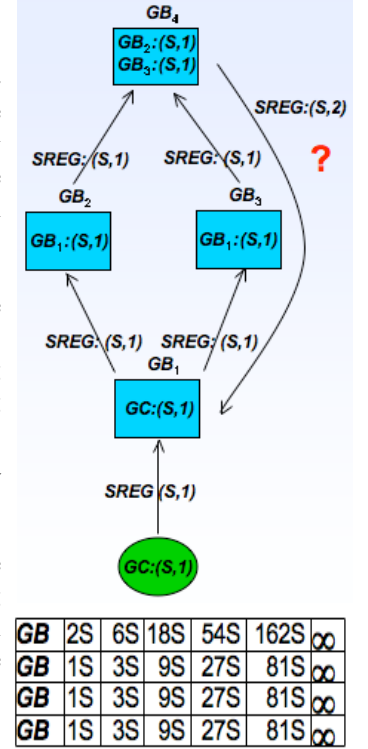 GB₄
GB₂:(S,1)
GB₃:(S,1)
SREG:(S,2)
?
SREG: (S,1) SREG: (S,1)
GB₂ GB₃
GB₁:(S,1) GB₁:(S,1)
SREG: (S,1) SREG: (S,1)
GB₁
GC:(S,1)
SREG (S,1)
GC:(S,1)
GB 2S 6S 18S 54S 162S ∞
GB 1S 3S 9S 27S 81S ∞
GB 1S 3S 9S 27S 81S ∞
GB 1S 3S 9S 27S 81S ∞